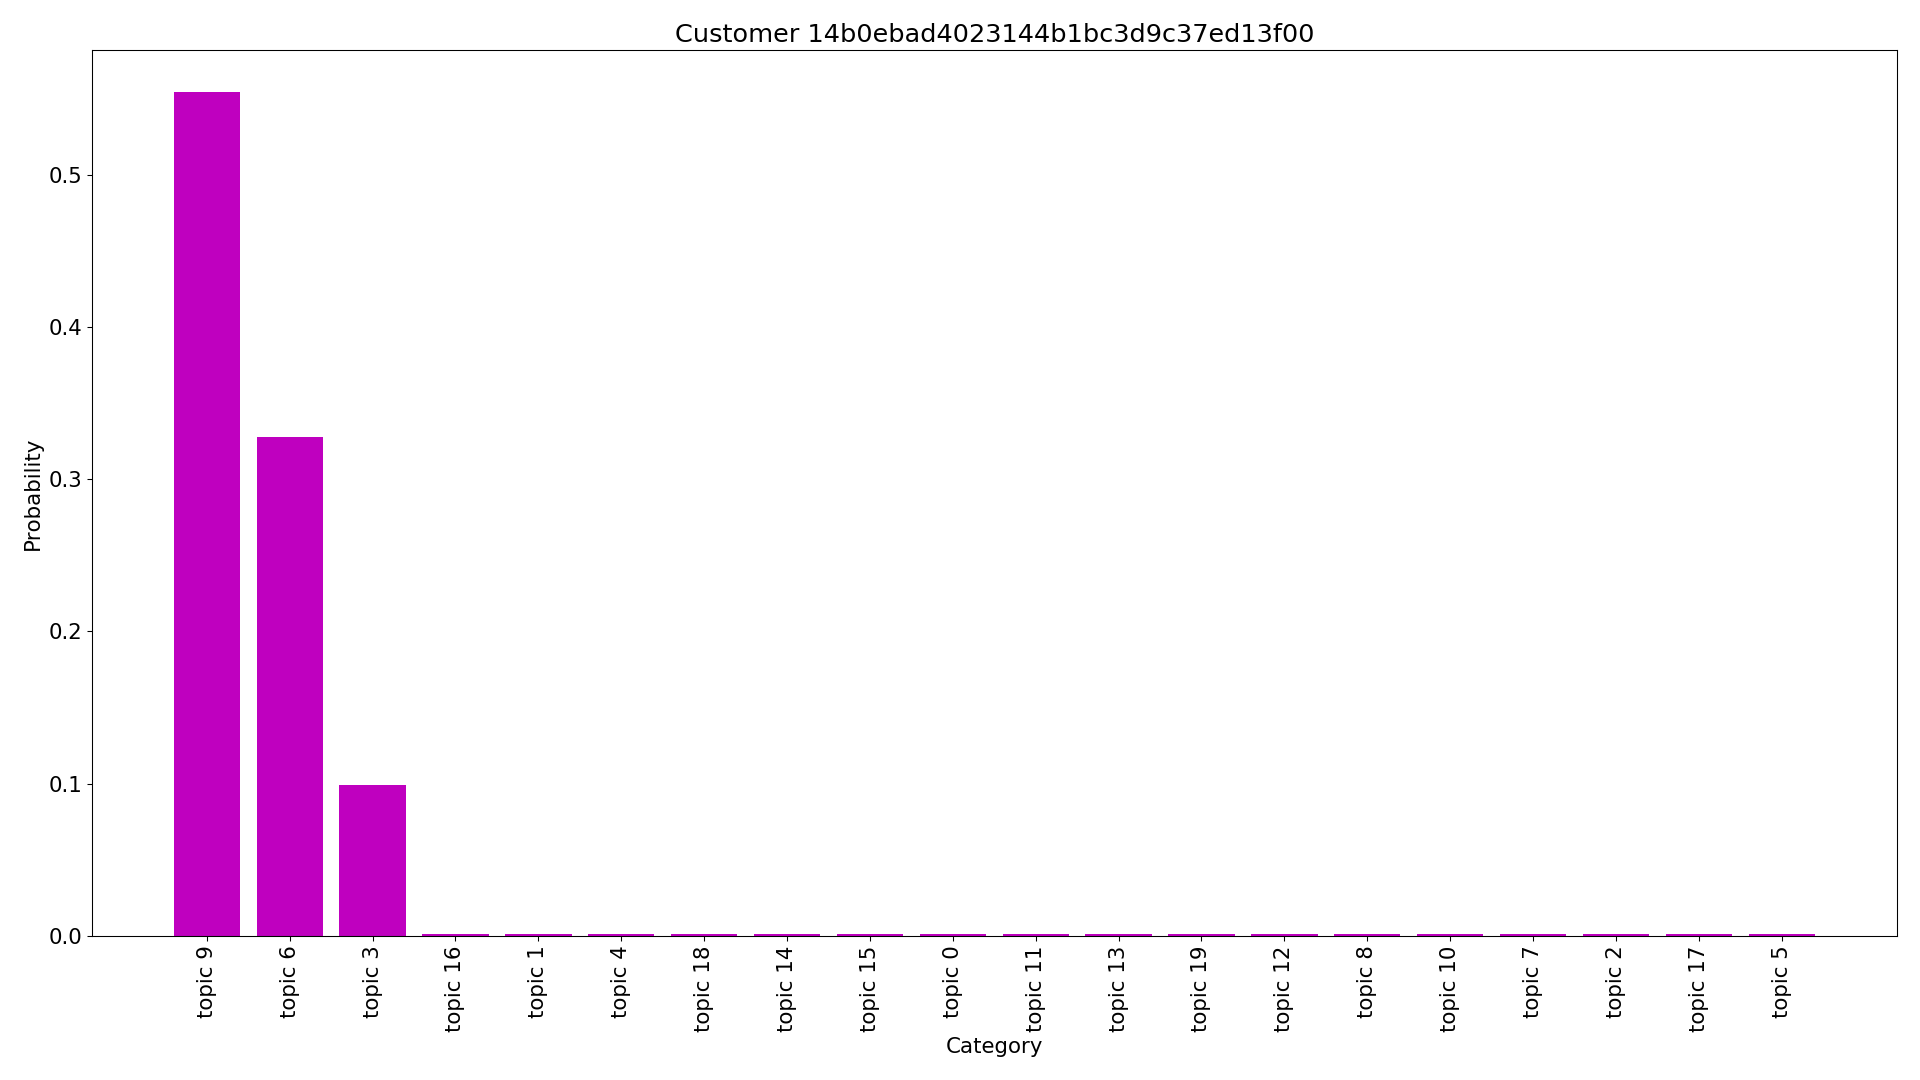 Customer 14b0ebad4023144b1bc3d9c37ed13f00
Probability
0.5
0.4
0.3
0.2
0.1
0.0
topic 9
topic 6
topic 3
topic 16
topic 1
topic 4
topic 18
topic 14
topic 15
topic 0
topic 11
topic 13
topic 19
topic 12
topic 8
topic 10
topic 7
topic 2
topic 17
topic 5
Category